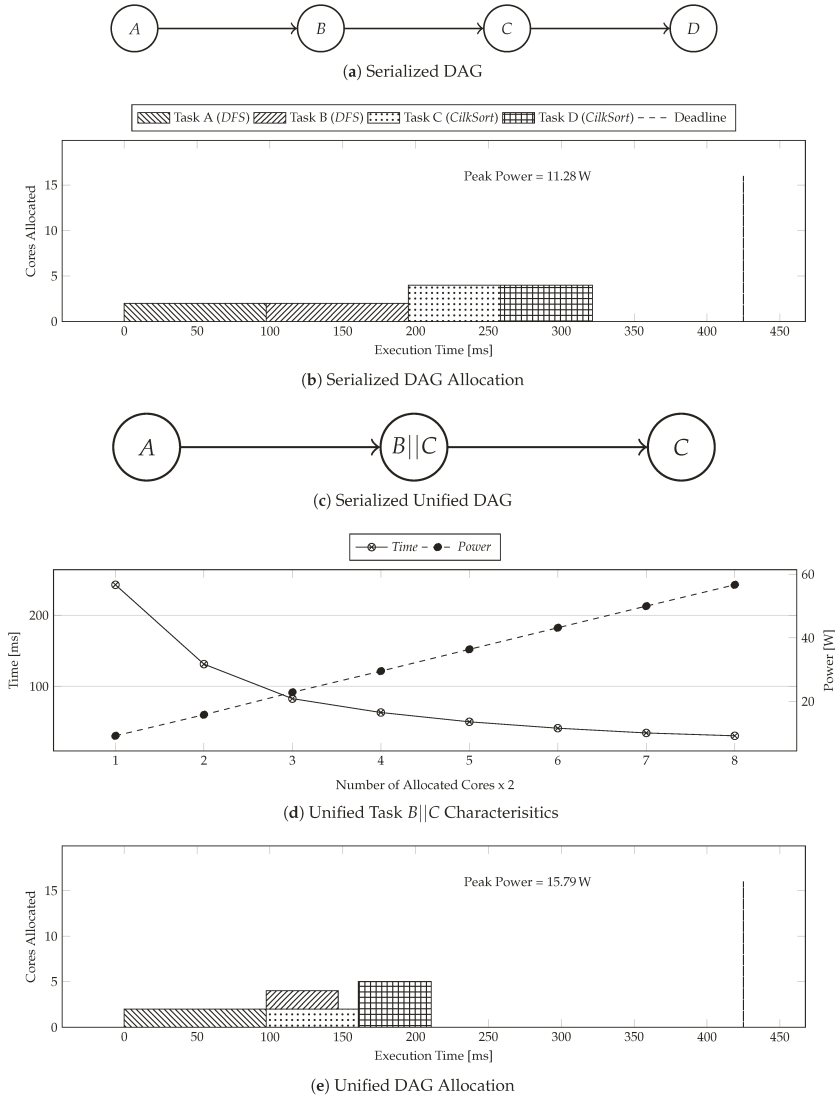 A B C D
(a) Serialized DAG
Task A (DFS) Task B (DFS) Task C (CilkSort) Task D (CilkSort) Deadline
Peak Power = 11.28 W
Cores Allocated
15
10
5
0
0 50 100 150 200 250 300 350 400 450
Execution Time [ms]
(b) Serialized DAG Allocation
A B||C C
(c) Serialized Unified DAG
Time Power
Time [ms]
200
100
60
40
20
Power [W]
1 2 3 4 5 6 7 8
Number of Allocated Cores x 2
(d) Unified Task B||C Characterisitics
Peak Power = 15.79 W
Cores Allocated
15
10
5
0
0 50 100 150 200 250 300 350 400 450
Execution Time [ms]
(e) Unified DAG Allocation